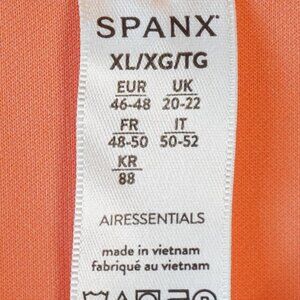 SPANX
XL/XG/TG
EUR UK
46-48 20-22
FR IT
48-50 50-52
KR
88
AIRESSENTIALS
made in vietnam
fabriqué au vietnam